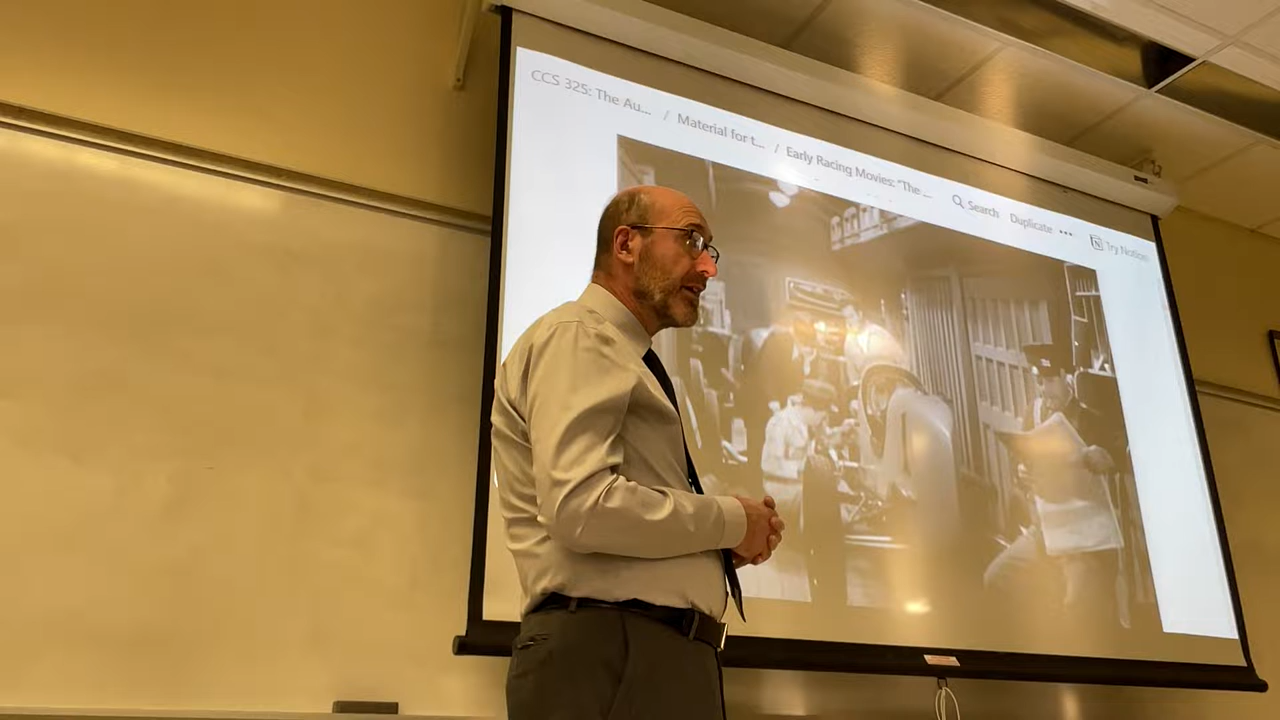 CCS 325: The Au... / Material for t... / Early Racing Movies: "The ... Search Duplicate ••• Try Notion